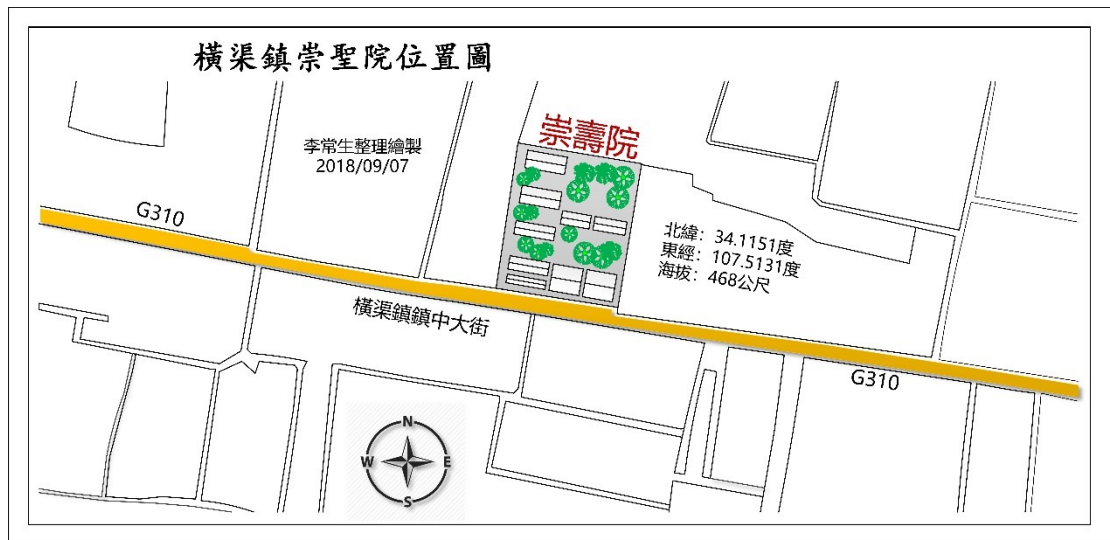 橫渠鎮崇聖院位置圖
崇壽院
李常生整理繪製
2018/09/07
G310
北緯：34.1151度
東經：107.5131度
海拔：468公尺
橫渠鎮鎮中大街
G310
N
W
E
S